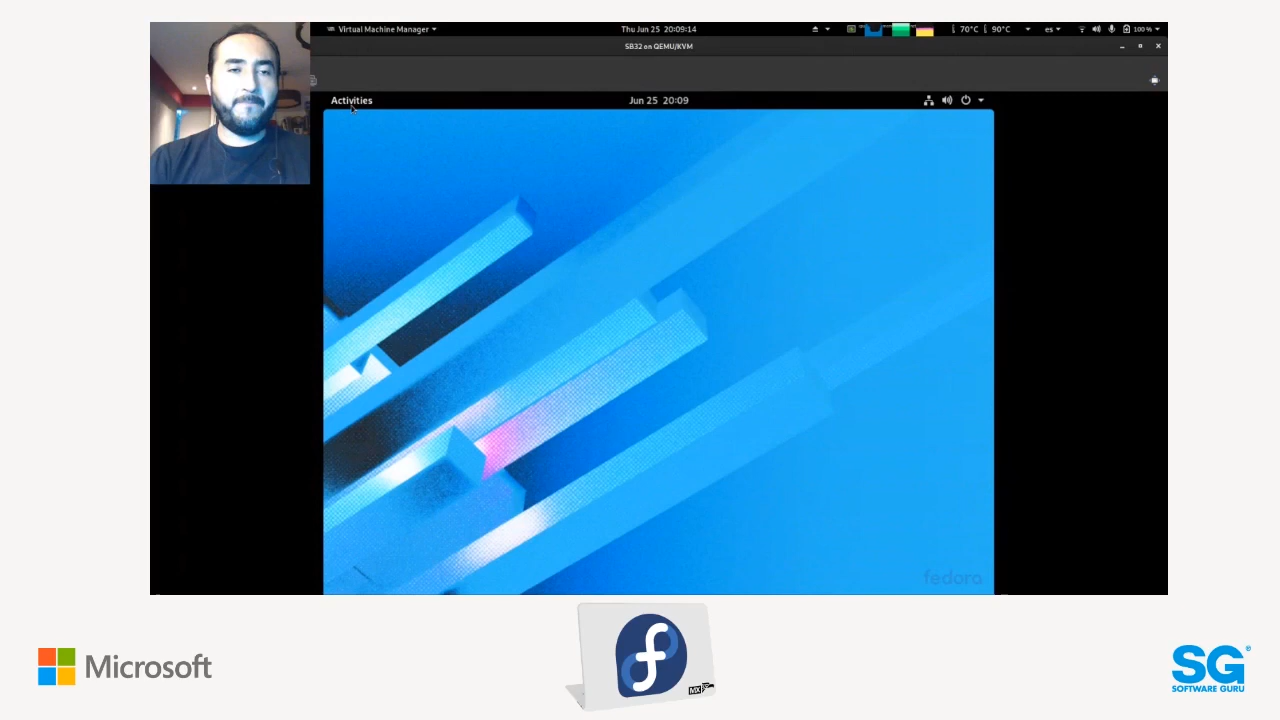 Virtual Machine Manager
Thu Jun 25 20:09:14
70°C
90°C
es
100 %
SB32 on QEMU/KVM
Activities
Jun 25 20:09
fedora
Microsoft
MX
SG
SOFTWARE GURU